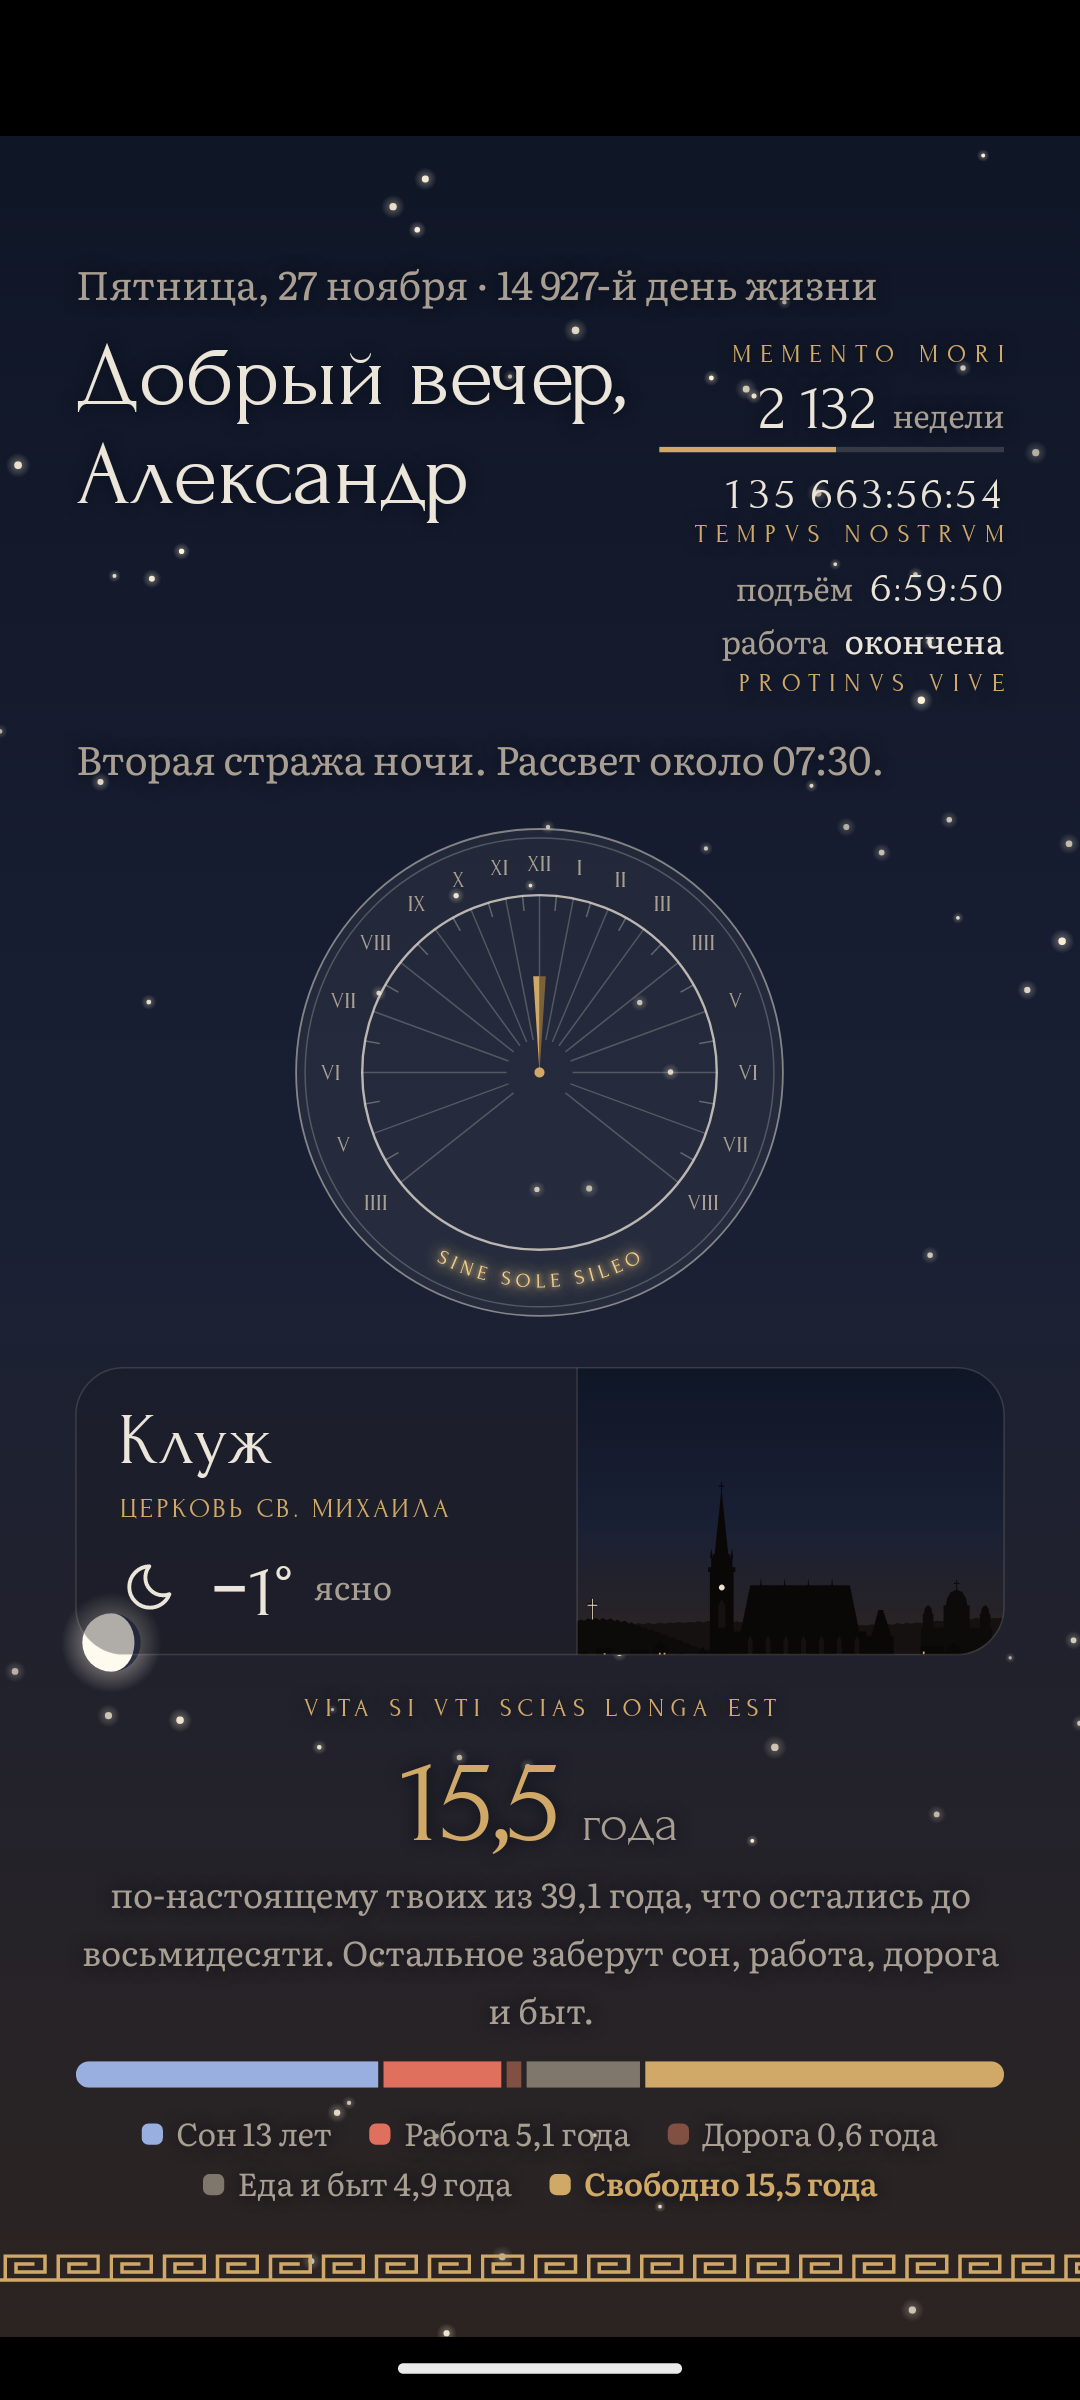 Пятница, 27 ноября · 14 927-й день жизни
Добрый вечер,
Александр
MEMENTO MORI
2 132 недели
135 663:56:54
TEMPVS NOSTRVM
подъём 6:59:50
работа окончена
PROTINVS VIVE
Вторая стража ночи. Рассвет около 07:30.
XII
XI
I
X
II
IX
III
VIII
IIII
VII
V
VI
VI
V
VII
IIII
VIII
SINE SOLE SILEO
Клуж
ЦЕРКОВЬ СВ. МИХАИЛА
−1° ясно
VITA SI VTI SCIAS LONGA EST
15,5 года
по-настоящему твоих из 39,1 года, что остались до
восьмидесяти. Остальное заберут сон, работа, дорога
и быт.
Сон 13 лет
Работа 5,1 года
Дорога 0,6 года
Еда и быт 4,9 года
Свободно 15,5 года